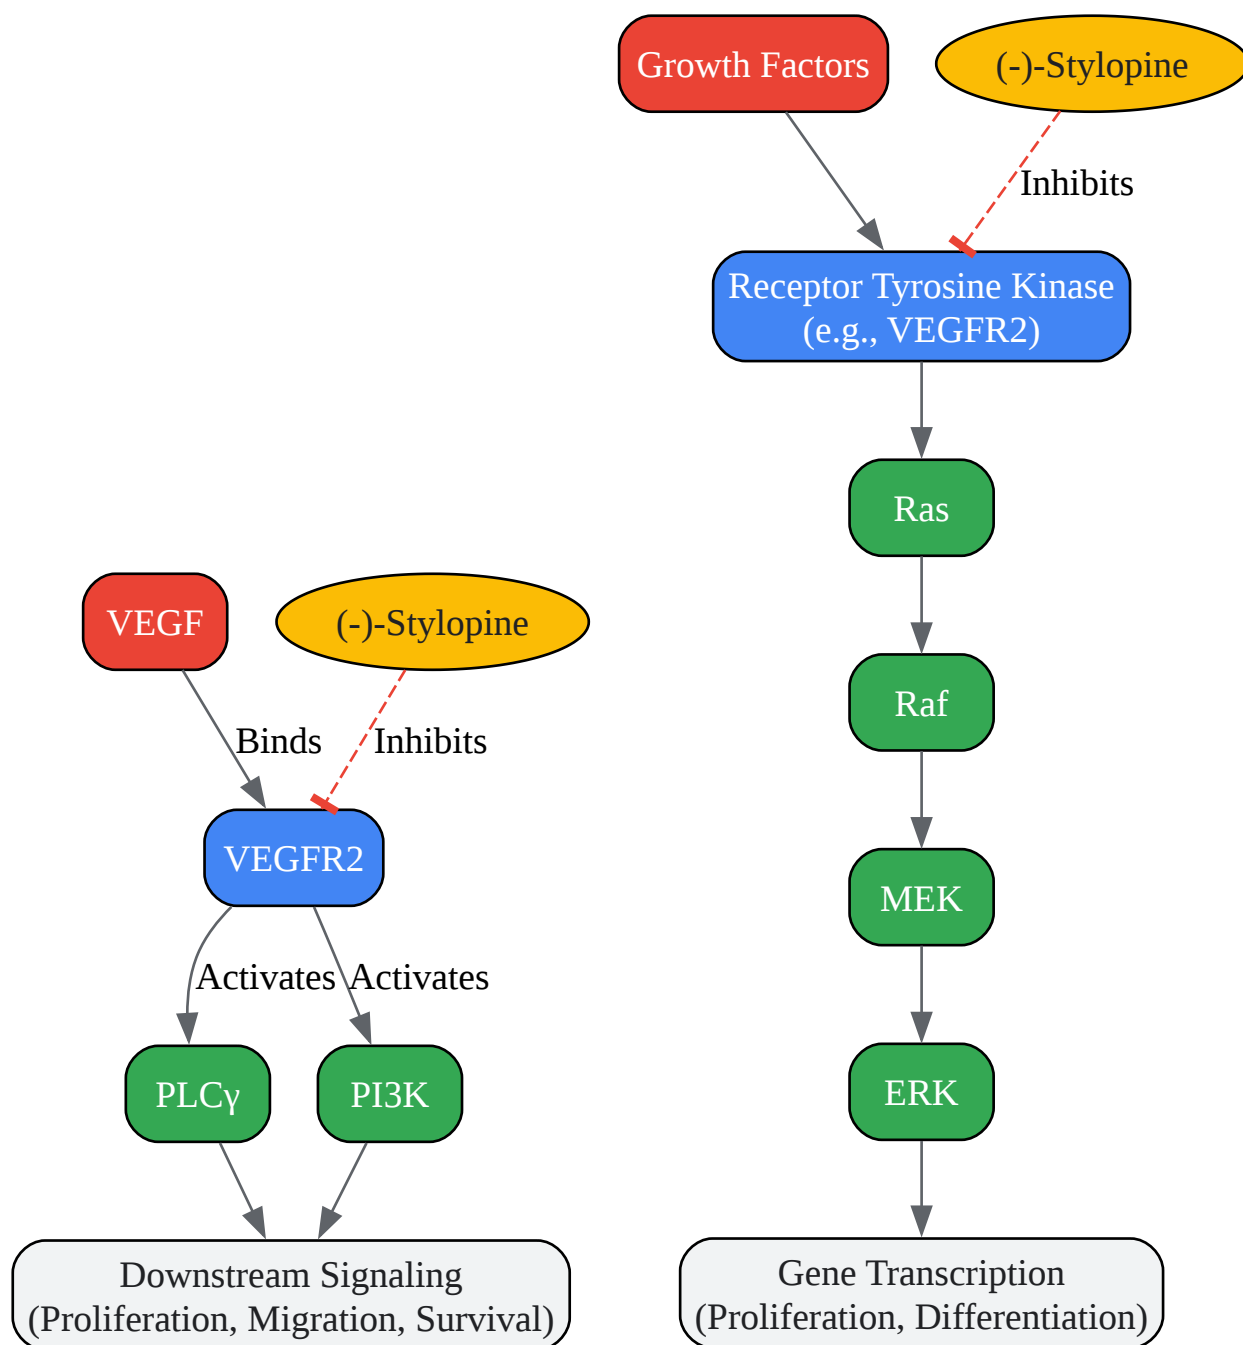 Growth Factors
(-)-Stylopine
Inhibits
Receptor Tyrosine Kinase
(e.g., VEGFR2)
Ras
Raf
MEK
ERK
Gene Transcription
(Proliferation, Differentiation)
VEGF
(-)-Stylopine
Binds
Inhibits
VEGFR2
Activates
Activates
PLCγ
PI3K
Downstream Signaling
(Proliferation, Migration, Survival)